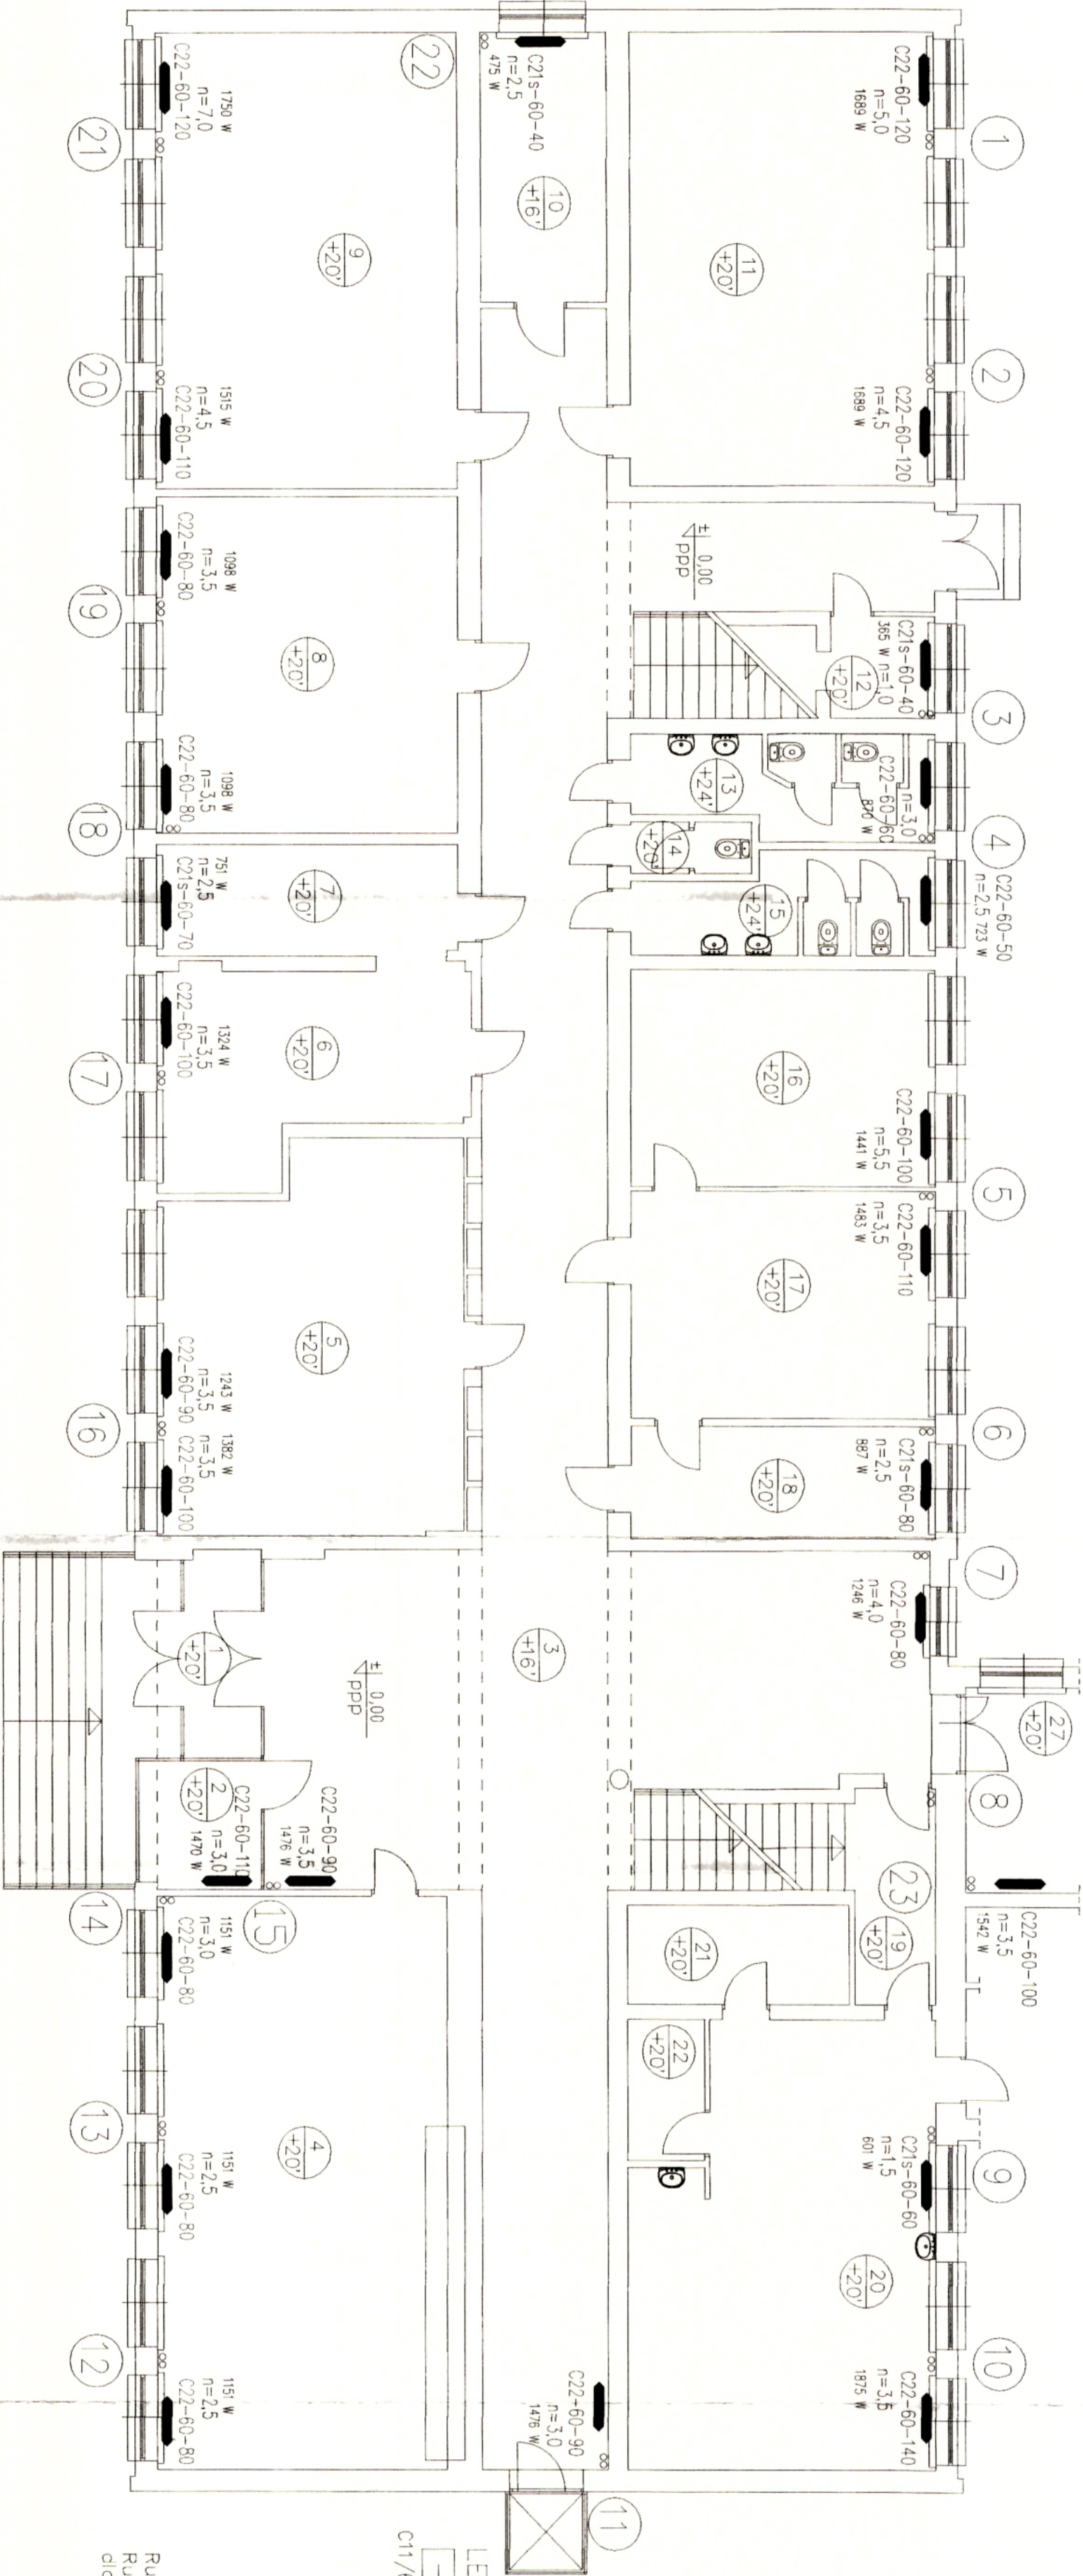 22
C21s-60-40
n=2,5
475 W
10
+16'
C22-60-120
n=5,0
1689 W
1
11
+20'
C22-60-120
n=4,5
1689 W
2
1750 W
n=7,0
C22-60-120
21
9
+20'
1515 W
n=4,5
C22-60-110
20
± 0,00
ppp
C21s-60-40
365 W n=1,0
12
+20'
3
1098 W
n=3,5
C22-60-80
19
8
+20'
1098 W
n=3,5
C22-60-80
18
13
+24'
n=3,0
C22-60-60
870 W
4
14
+20'
15
+24'
C22-60-50
n=2,5 723 W
751 W
n=2,5
C21s-60-70
7
+20'
1324 W
n=3,5
C22-60-100
17
6
+20'
16
+20'
C22-60-100
n=5,5
1441 W
5
C22-60-110
n=3,5
1483 W
17
+20'
5
+20'
1243 W
n=3,5
C22-60-90
16
1382 W
n=3,5
C22-60-100
C21s-60-80
n=2,5
887 W
6
18
+20'
7
C22-60-80
n=4,0
1246 W
3
+16'
1
+20'
± 0,00
ppp
27
+20'
8
2
+20'
C22-60-110
n=3,0
1470 W
C22-60-90
n=3,5
1476 W
15
14
23
19
+20'
C22-60-100
n=3,5
1542 W
21
+20'
22
+20'
1151 W
n=3,0
C22-60-80
13
4
+20'
1151 W
n=2,5
C22-60-80
12
1151 W
n=2,5
C22-60-80
C21s-60-60
n=1,5
601 W
9
20
+20'
C22-60-140
n=3,5
1875 W
10
C22-60-90
n=3,0
1476 W
11
LE
C11/
Ru
Ru